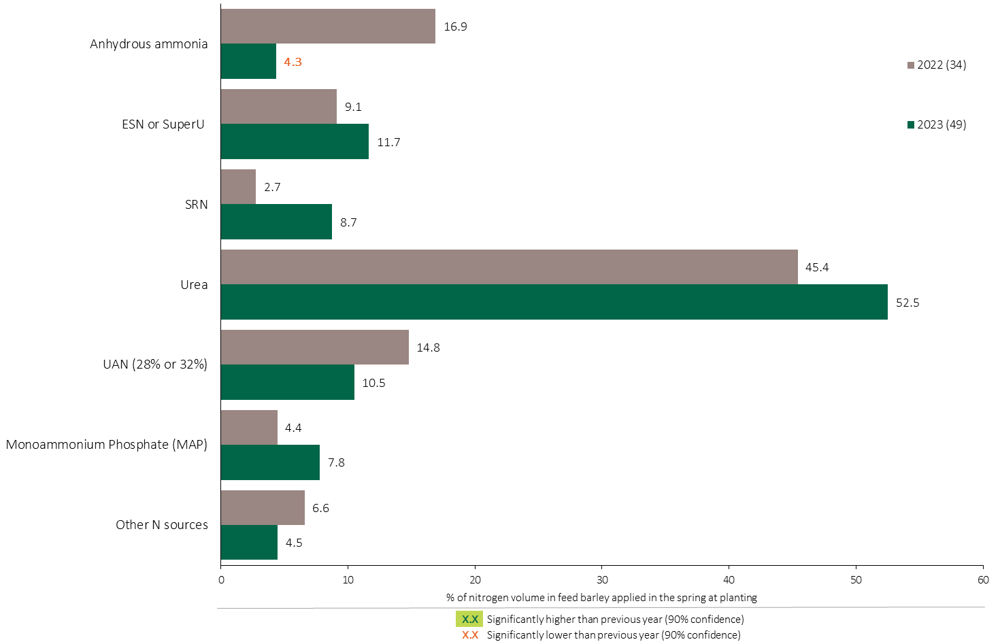 Anhydrous ammonia
16.9
4.3
2022 (34)
ESN or SuperU
9.1
11.7
2023 (49)
SRN
2.7
8.7
Urea
45.4
52.5
UAN (28% or 32%)
14.8
10.5
Monoammonium Phosphate (MAP)
4.4
7.8
Other N sources
6.6
4.5
0 10 20 30 40 50 60
% of nitrogen volume in feed barley applied in the spring at planting
X.X Significantly higher than previous year (90% confidence)
X.X Significantly lower than previous year (90% confidence)